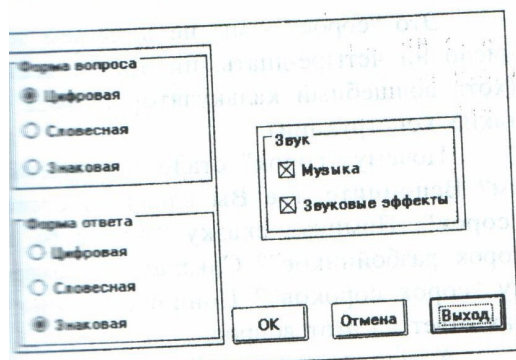 Форма вопроса
Цифровая
Словесная
Знаковая
Форма ответа
Цифровая
Словесная
Знаковая
Звук
Музыка
Звуковые эффекты
OK
Отмена
Выход